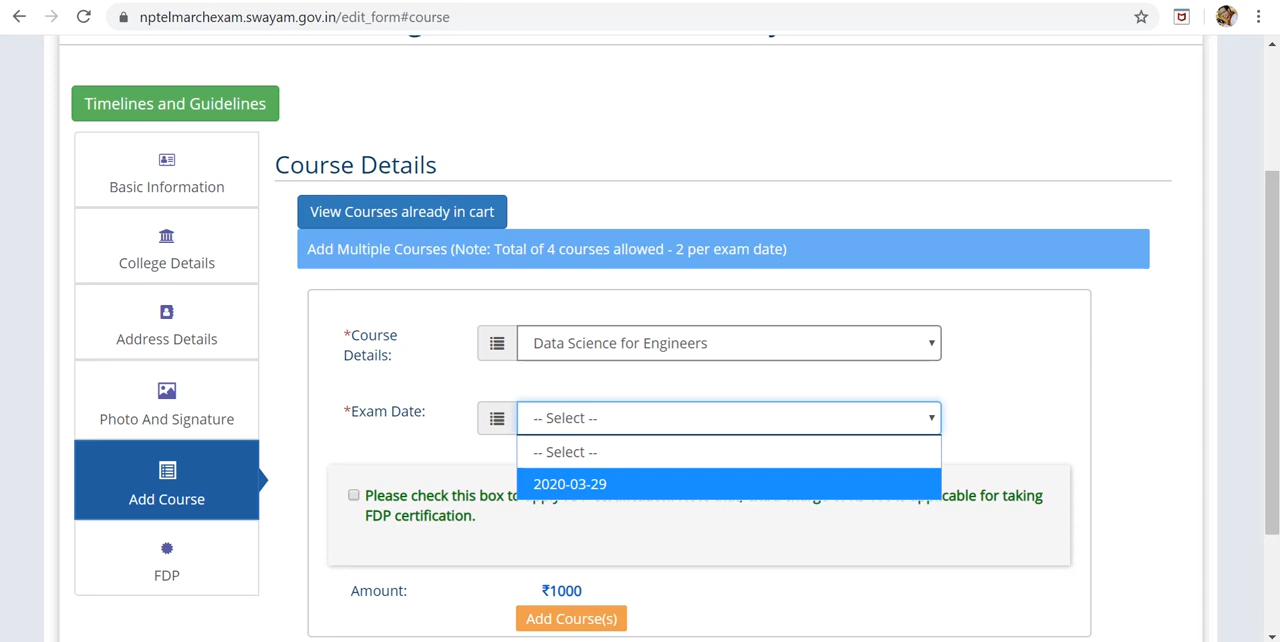 nptelmarchexam.swayam.gov.in/edit_form#course
Timelines and Guidelines
Basic Information
College Details
Address Details
Photo And Signature
Add Course
FDP
Course Details
View Courses already in cart
Add Multiple Courses (Note: Total of 4 courses allowed - 2 per exam date)
*Course
Details:
Data Science for Engineers
*Exam Date:
-- Select --
-- Select --
2020-03-29
Please check this box to
for taking
FDP certification.
Amount:
₹1000
Add Course(s)